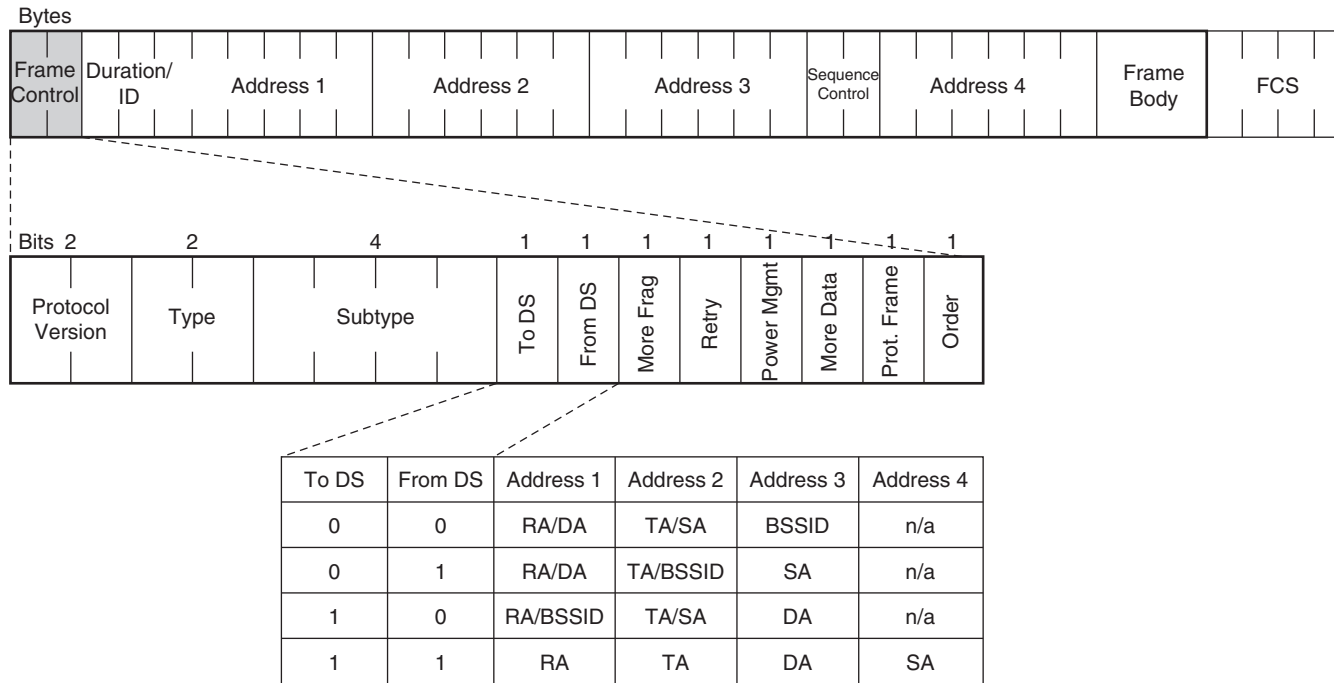 Bytes
Frame Control Duration/ ID Address 1 Address 2 Address 3 Sequence Control Address 4 Frame Body FCS
Bits 2 2 4 1 1 1 1 1 1 1 1
Protocol Version Type Subtype To DS From DS More Frag Retry Power Mgmt More Data Prot. Frame Order
To DS From DS Address 1 Address 2 Address 3 Address 4
0 0 RA/DA TA/SA BSSID n/a
0 1 RA/DA TA/BSSID SA n/a
1 0 RA/BSSID TA/SA DA n/a
1 1 RA TA DA SA